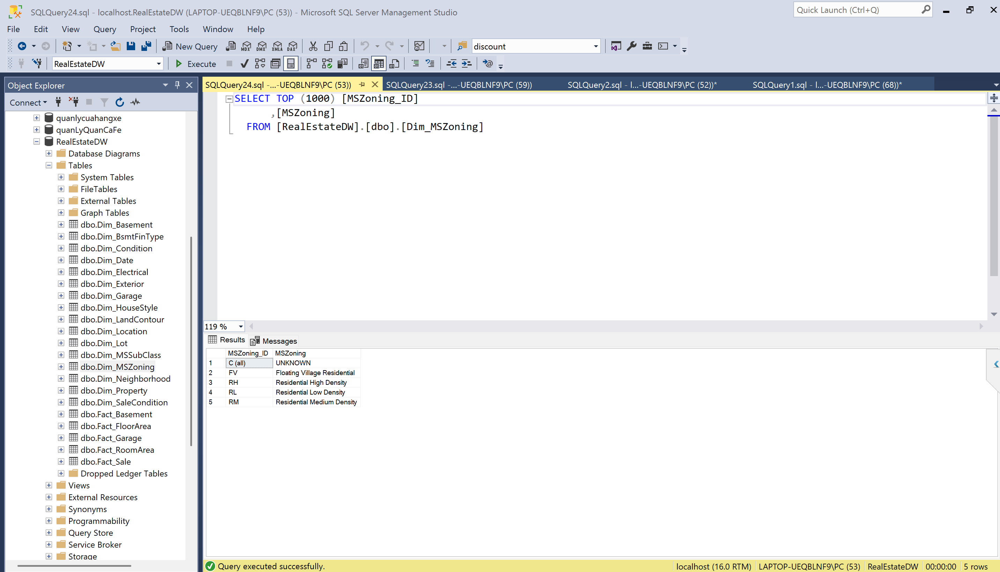 SQLQuery24.sql - localhost.RealEstateDW (LAPTOP-UEQBLNF9\PC (53)) - Microsoft SQL Server Management Studio
Quick Launch (Ctrl+Q)
File Edit View Query Project Tools Window Help
New Query MDX DMX XMLA DAX discount
RealEstateDW Execute
Object Explorer
Connect
quanlycuahangxe
quanLyQuanCaFe
RealEstateDW
Database Diagrams
Tables
System Tables
FileTables
External Tables
Graph Tables
dbo.Dim_Basement
dbo.Dim_BsmtFinType
dbo.Dim_Condition
dbo.Dim_Date
dbo.Dim_Electrical
dbo.Dim_Exterior
dbo.Dim_Garage
dbo.Dim_HouseStyle
dbo.Dim_LandContour
dbo.Dim_Location
dbo.Dim_Lot
dbo.Dim_MSSubClass
dbo.Dim_MSZoning
dbo.Dim_Neighborhood
dbo.Dim_Property
dbo.Dim_SaleCondition
dbo.Fact_Basement
dbo.Fact_FloorArea
dbo.Fact_Garage
dbo.Fact_RoomArea
dbo.Fact_Sale
Dropped Ledger Tables
Views
External Resources
Synonyms
Programmability
Query Store
Service Broker
Storage
SQLQuery24.sql -...-UEQBLNF9\PC (53)) SQLQuery23.sql -...-UEQBLNF9\PC (59)) SQLQuery2.sql - l...-UEQBLNF9\PC (52))* SQLQuery1.sql - l...-UEQBLNF9\PC (68))*
SELECT TOP (1000) [MSZoning_ID]
,[MSZoning]
FROM [RealEstateDW].[dbo].[Dim_MSZoning]
119 %
Results Messages
MSZoning_ID MSZoning
1 C (all) UNKNOWN
2 FV Floating Village Residential
3 RH Residential High Density
4 RL Residential Low Density
5 RM Residential Medium Density
Query executed successfully. localhost (16.0 RTM) LAPTOP-UEQBLNF9\PC (53) RealEstateDW 00:00:00 5 rows